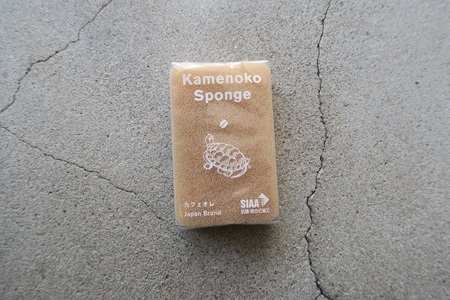 Kamenoko
Sponge
カフェオレ
Japan Brand
SIAA